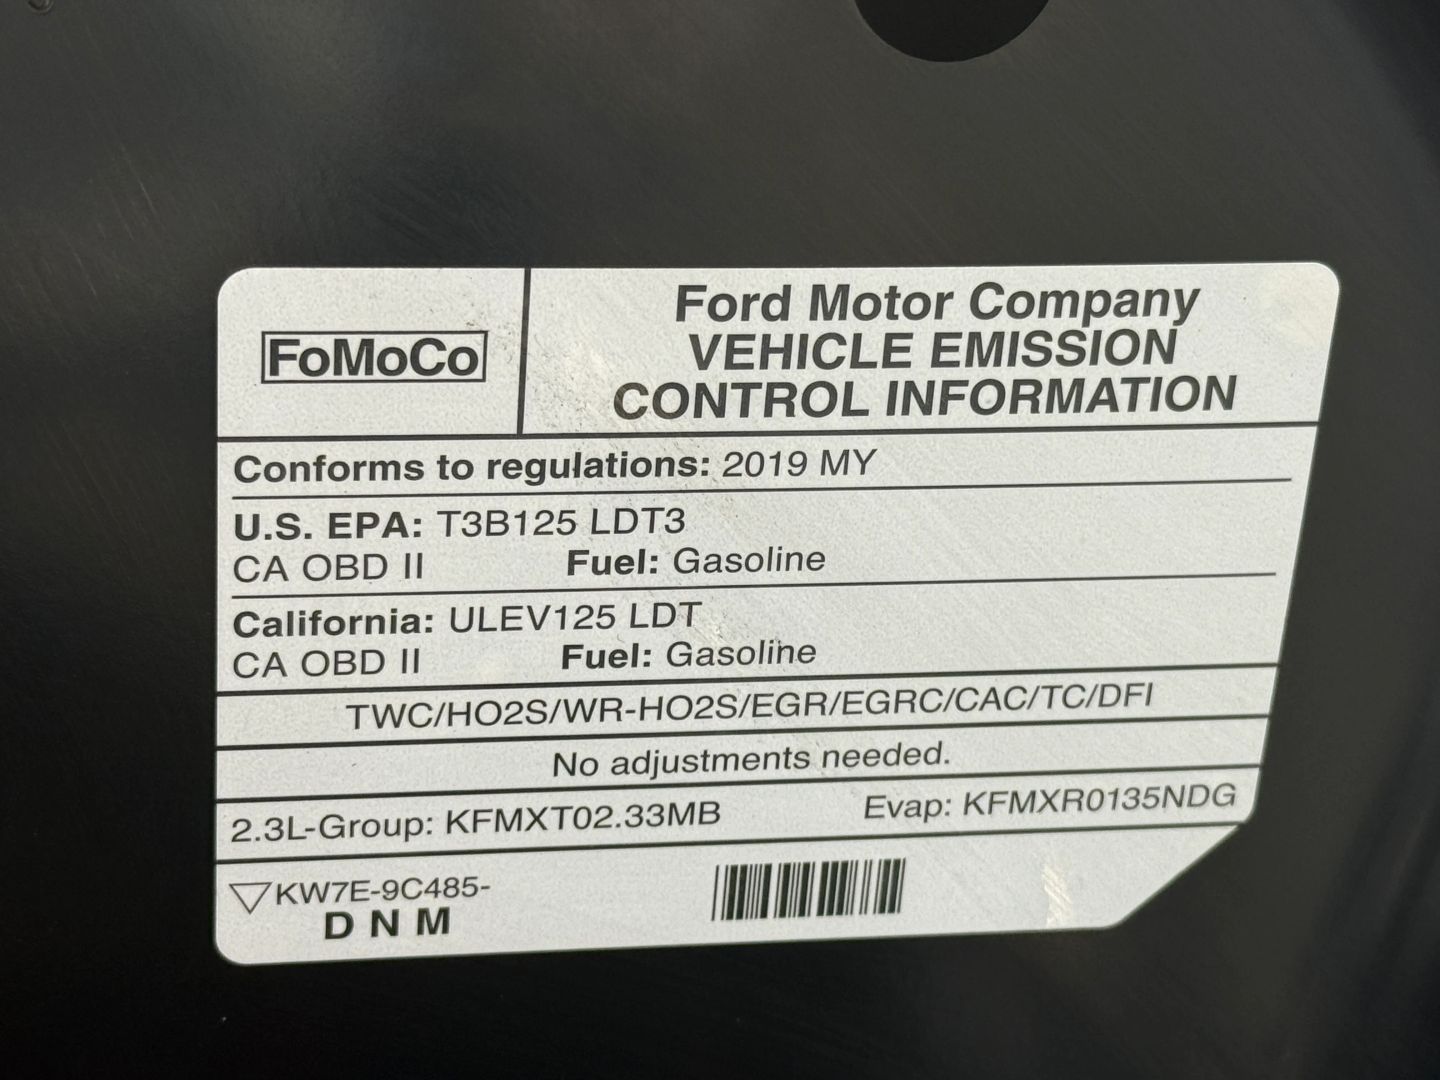 FoMoCo
Ford Motor Company
VEHICLE EMISSION
CONTROL INFORMATION
Conforms to regulations: 2019 MY
U.S. EPA: T3B125 LDT3
CA OBD II Fuel: Gasoline
California: ULEV125 LDT
CA OBD II Fuel: Gasoline
TWC/HO2S/WR-HO2S/EGR/EGRC/CAC/TC/DFI
No adjustments needed.
2.3L-Group: KFMXT02.33MB Evap: KFMXR0135NDG
KW7E-9C485-
D N M